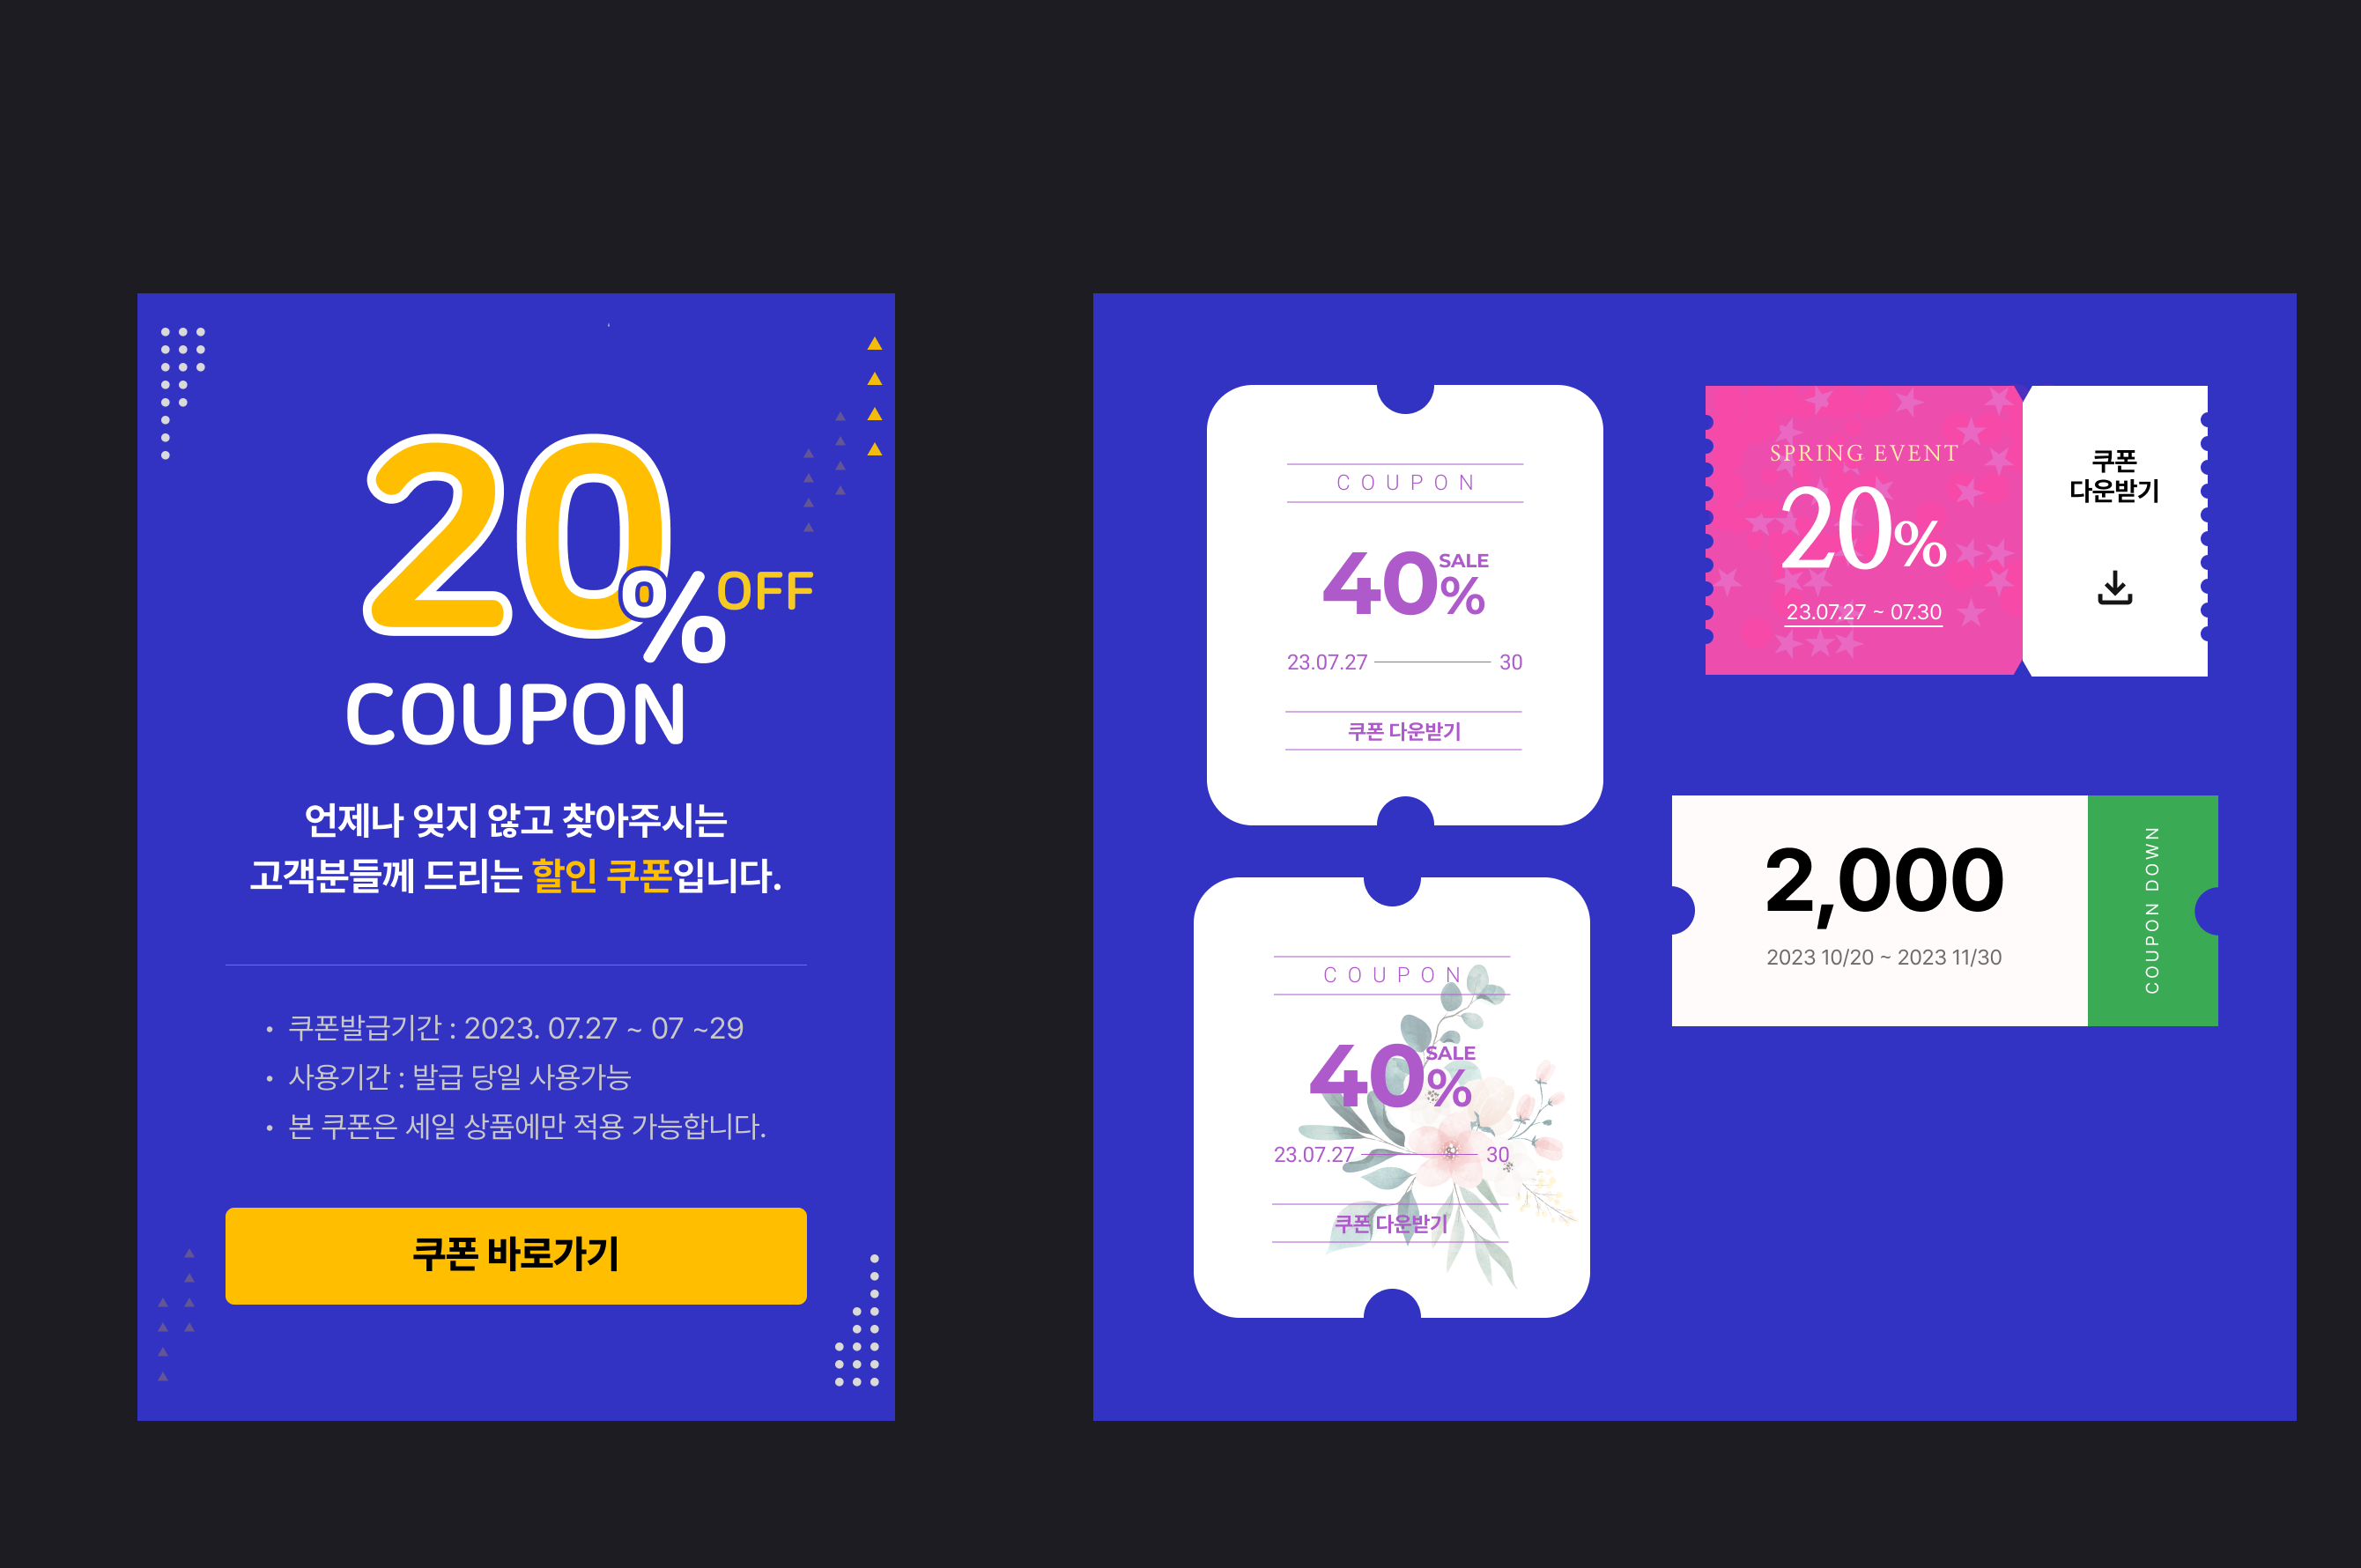 20% OFF
COUPON
언제나 잊지 않고 찾아주시는
고객분들께 드리는 할인 쿠폰입니다.
• 쿠폰발급기간 : 2023. 07.27 ~ 07 ~29
• 사용기간 : 발급 당일 사용가능
• 본 쿠폰은 세일 상품에만 적용 가능합니다.
쿠폰 바로가기
COUPON
40% SALE
23.07.27 30
쿠폰 다운받기
COUPON
40% SALE
23.07.27 30
쿠폰 다운받기
SPRING EVENT
20%
23.07.27 ~ 07.30
쿠폰
다운받기
2,000
2023 10/20 ~ 2023 11/30
COUPON DOWN